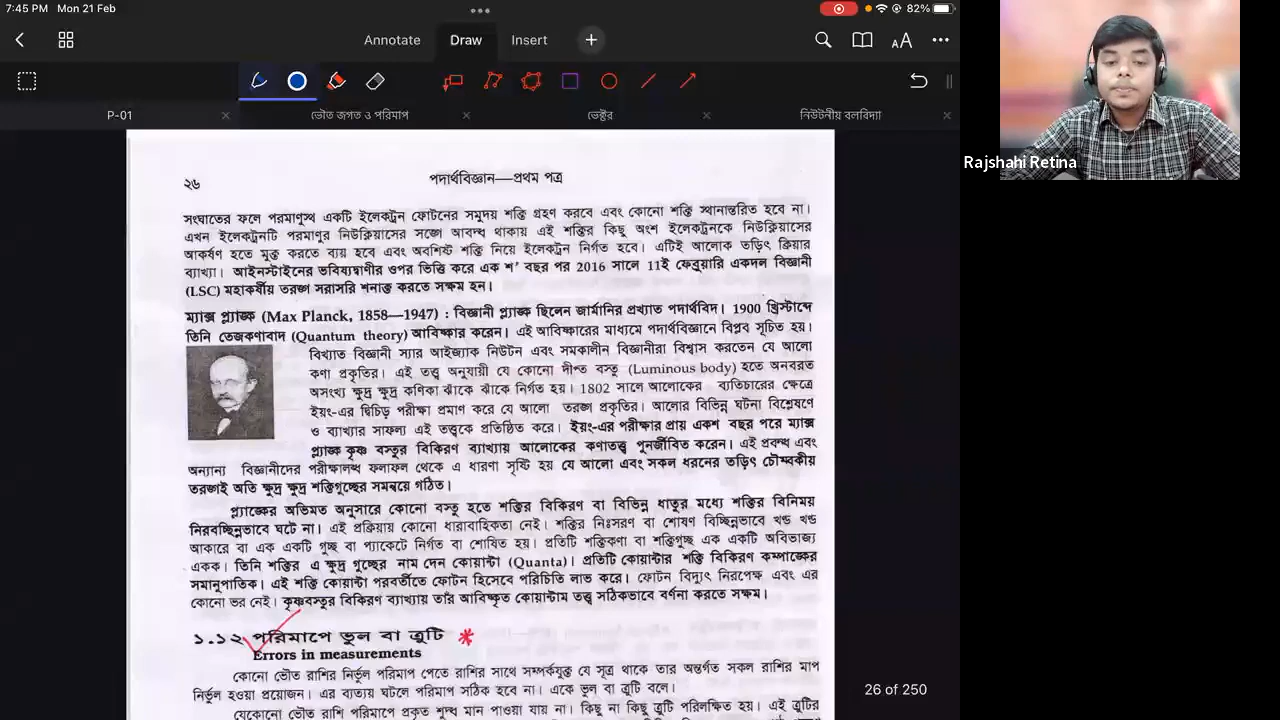 7:45 PM Mon 21 Feb
82%
Annotate Draw Insert
AA
P-01 ভৌত জগত ও পরিমাপ ভেক্টর নিউটনীয় বলবিদ্যা
Rajshahi Retina
২৬ পদার্থবিজ্ঞান—প্রথম পত্র
সংঘাতের ফলে পরমাণুস্থ একটি ইলেকট্রন ফোটনের সমুদয় শক্তি গ্রহণ করবে এবং কোনো শক্তি স্থানান্তরিত হবে না।
এখন ইলেকট্রনটি পরমাণুর নিউক্লিয়াসের সঙ্গে আবদ্ধ থাকায় এই শক্তির কিছু অংশ ইলেকট্রনকে নিউক্লিয়াসের
আকর্ষণ হতে মুক্ত করতে ব্যয় হবে এবং অবশিষ্ট শক্তি নিয়ে ইলেকট্রন নির্গত হবে। এটিই আলোক তড়িৎ ক্রিয়ার
ব্যাখ্যা। আইনস্টাইনের ভবিষ্যদ্বাণীর ওপর ভিত্তি করে এক শ' বছর পর 2016 সালে 11ই ফেব্রুয়ারি একদল বিজ্ঞানী
(LSC) মহাকর্ষীয় তরঙ্গ সরাসরি শনাক্ত করতে সক্ষম হন।
ম্যাক্স প্ল্যাঙ্ক (Max Planck, 1858—1947) : বিজ্ঞানী প্ল্যাঙ্ক ছিলেন জার্মানির প্রখ্যাত পদার্থবিদ। 1900 খ্রিস্টাব্দে
তিনি তেজকণাবাদ (Quantum theory) আবিষ্কার করেন। এই আবিষ্কারের মাধ্যমে পদার্থবিজ্ঞানে বিপ্লব সূচিত হয়।
বিখ্যাত বিজ্ঞানী স্যার আইজ্যাক নিউটন এবং সমকালীন বিজ্ঞানীরা বিশ্বাস করতেন যে আলো
কণা প্রকৃতির। এই তত্ত্ব অনুযায়ী যে কোনো দীপ্ত বস্তু (Luminous body) হতে অনবরত
অসংখ্য ক্ষুদ্র ক্ষুদ্র কণিকা ঝাঁকে ঝাঁকে নির্গত হয়। 1802 সালে আলোকের ব্যতিচারের ক্ষেত্রে
ইয়ং-এর দ্বিচিড় পরীক্ষা প্রমাণ করে যে আলো তরঙ্গ প্রকৃতির। আলোর বিভিন্ন ঘটনা বিশ্লেষণে
ও ব্যাখ্যার সাফল্য এই তত্ত্বকে প্রতিষ্ঠিত করে। ইয়ং-এর পরীক্ষার প্রায় একশ বছর পরে ম্যাক্স
প্ল্যাঙ্ক কৃষ্ণ বস্তুর বিকিরণ ব্যাখ্যায় আলোকের কণাতত্ত্ব পুনর্জীবিত করেন। এই প্রবন্ধ এবং
অন্যান্য বিজ্ঞানীদের পরীক্ষালব্ধ ফলাফল থেকে এ ধারণা সৃষ্টি হয় যে আলো এবং সকল ধরনের তড়িৎ চৌম্বকীয়
তরঙ্গই অতি ক্ষুদ্র ক্ষুদ্র শক্তিগুচ্ছের সমন্বয়ে গঠিত।
প্ল্যাঙ্কের অভিমত অনুসারে কোনো বস্তু হতে শক্তির বিকিরণ বা বিভিন্ন ধাতুর মধ্যে শক্তির বিনিময়
নিরবচ্ছিন্নভাবে ঘটে না। এই প্রক্রিয়ায় কোনো ধারাবাহিকতা নেই। শক্তির নিঃসরণ বা শোষণ বিচ্ছিন্নভাবে খন্ড খন্ড
আকারে বা এক একটি গুচ্ছ বা প্যাকেটে নির্গত বা শোষিত হয়। প্রতিটি শক্তিকণা বা শক্তিগুচ্ছ এক একটি অবিভাজ্য
একক। তিনি শক্তির এ ক্ষুদ্র গুচ্ছের নাম দেন কোয়ান্টা (Quanta)। প্রতিটি কোয়ান্টার শক্তি বিকিরণ কম্পাঙ্কের
সমানুপাতিক। এই শক্তি কোয়ান্টা পরবর্তীতে ফোটন হিসেবে পরিচিতি লাভ করে। ফোটন বিদ্যুৎ নিরপেক্ষ এবং এর
কোনো ভর নেই। কৃষ্ণবস্তুর বিকিরণ ব্যাখ্যায় তাঁর আবিষ্কৃত কোয়ান্টাম তত্ত্ব সঠিকভাবে বর্ণনা করতে সক্ষম।
১.১২ পরিমাপে ভুল বা ত্রুটি *
Errors in measurements
কোনো ভৌত রাশির নির্ভুল পরিমাপ পেতে রাশির সাথে সম্পর্কযুক্ত যে সূত্র থাকে তার অন্তর্গত সকল রাশির মাপ
নির্ভুল হওয়া প্রয়োজন। এর ব্যত্যয় ঘটলে পরিমাপ সঠিক হবে না। একে ভুল বা ত্রুটি বলে।
যেকোনো ভৌত রাশি পরিমাপে প্রকৃত শুদ্ধ মান পাওয়া যায় না। কিছু না কিছু ত্রুটি পরিলক্ষিত হয়। এই ত্রুটির
26 of 250